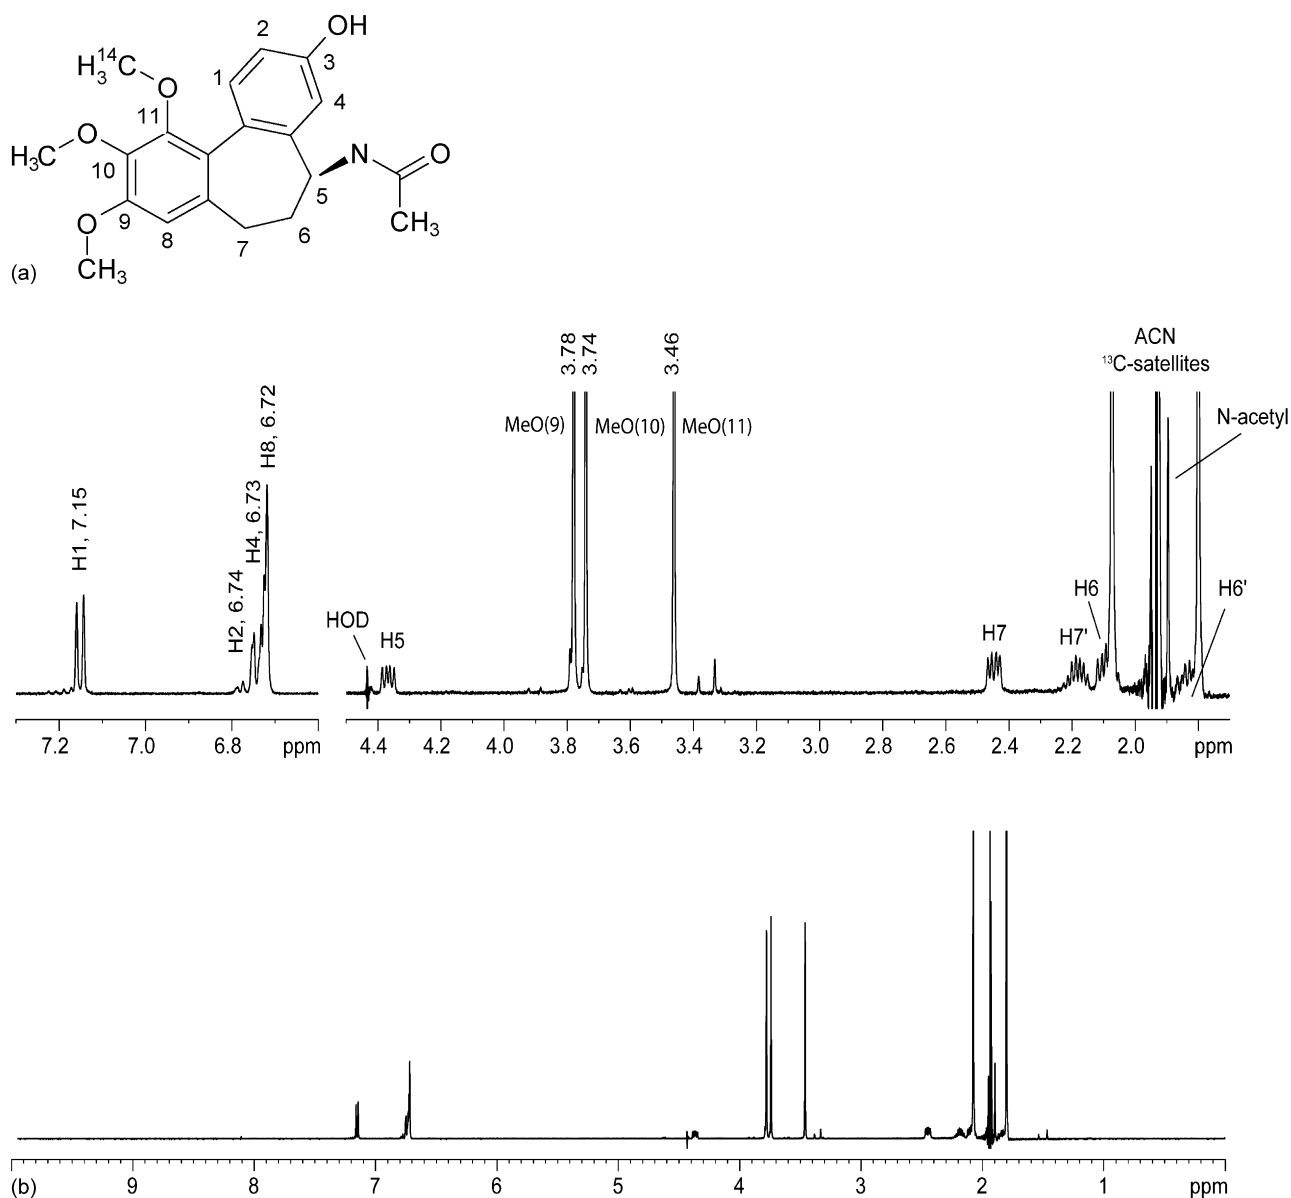 OH
2
H₃¹⁴C
3
1
O
4
11
H₃C
O
10
N
O
5
9
6
O
8
7
CH₃
CH₃
(a)
3.78
3.74
3.46
ACN
¹³C-satellites
H8, 6.72
MeO(9)
MeO(10)
MeO(11)
N-acetyl
H1, 7.15
H4, 6.73
H2, 6.74
HOD
H5
H7
H7'
H6
H6'
7.2 7.0 6.8 ppm
4.4 4.2 4.0 3.8 3.6 3.4 3.2 3.0 2.8 2.6 2.4 2.2 2.0 ppm
(b) 9 8 7 6 5 4 3 2 1 ppm